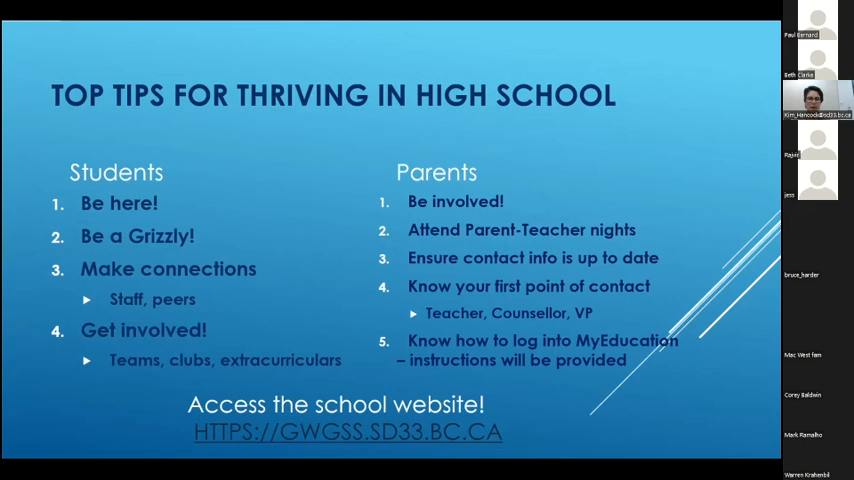 TOP TIPS FOR THRIVING IN HIGH SCHOOL
Students
1. Be here!
2. Be a Grizzly!
3. Make connections
Staff, peers
4. Get involved!
Teams, clubs, extracurriculars
Parents
1. Be involved!
2. Attend Parent-Teacher nights
3. Ensure contact info is up to date
4. Know your first point of contact
Teacher, Counsellor, VP
5. Know how to log into MyEducation
– instructions will be provided
Access the school website!
HTTPS://GWGSS.SD33.BC.CA
Paul Bernard
Beth Clarke
Kim_Hancock@sd33.bc.ca
jess
bruce_harder
Mac West fam
Corey Baldwin
Mark Ramalho
Warren Krahenbil